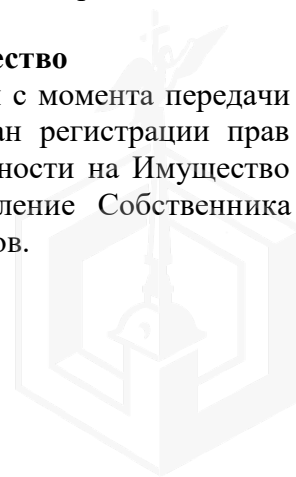 ество
с момента передачи
ан регистрации прав
ности на Имущество
ление Собственника
ов.